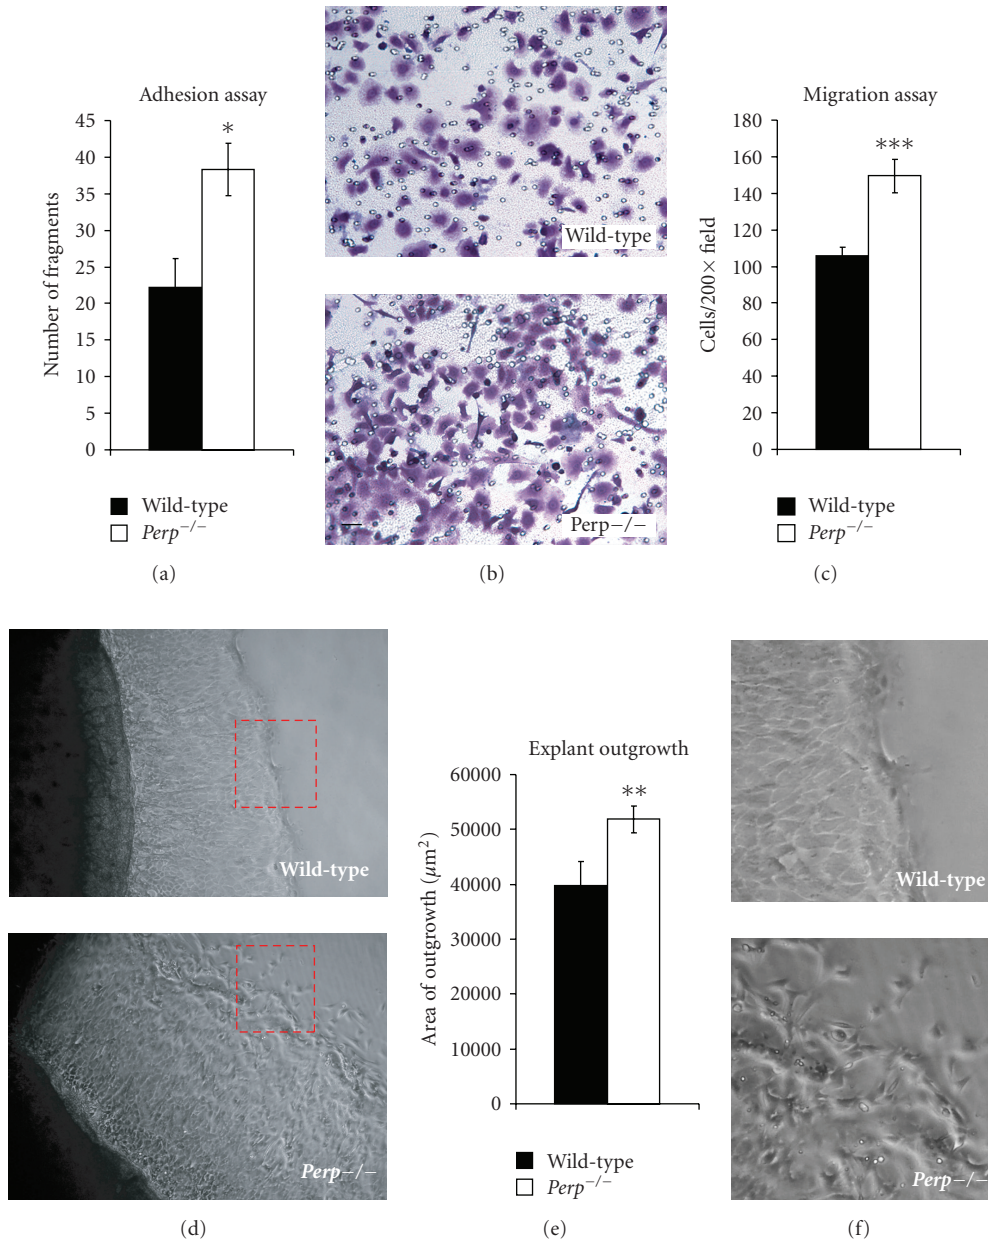 Adhesion assay
45
40
35
30
25
20
15
10
5
0
Number of fragments
*
Wild-type
Perp−/−
(a)
Wild-type
Perp−/−
(b)
Migration assay
180
160
140
120
100
80
60
40
20
0
Cells/200× field
***
Wild-type
Perp−/−
(c)
Wild-type
Perp−/−
(d)
Explant outgrowth
60000
50000
40000
30000
20000
10000
0
Area of outgrowth (μm²)
**
Wild-type
Perp−/−
(e)
Wild-type
Perp−/−
(f)